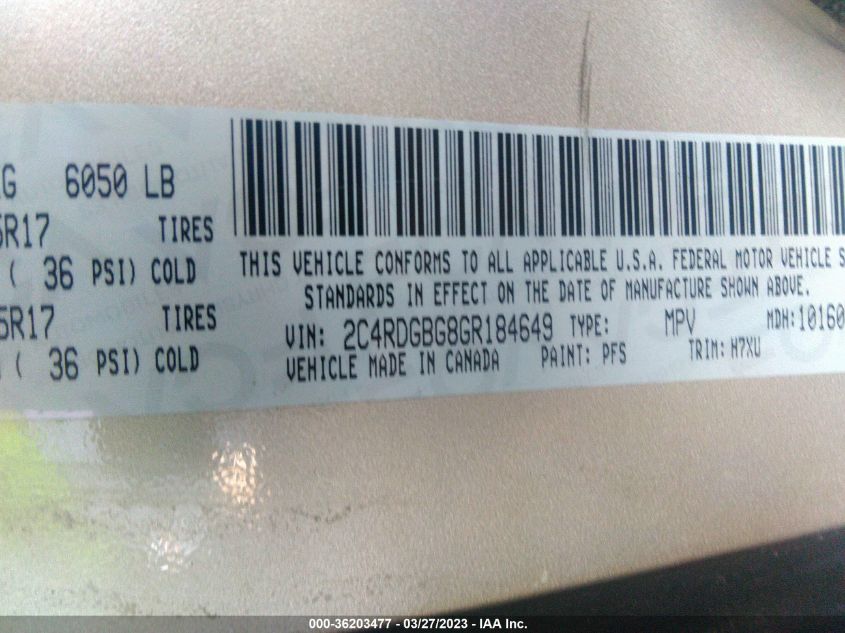 6050 LB
R17 TIRES
( 36 PSI) COLD
5R17 TIRES
( 36 PSI) COLD
THIS VEHICLE CONFORMS TO ALL APPLICABLE U.S.A. FEDERAL MOTOR VEHICLE S
STANDARDS IN EFFECT ON THE DATE OF MANUFACTURE SHOWN ABOVE.
VIN: 2C4RDGBG8GR184649 TYPE: MPV MDH:10160
VEHICLE MADE IN CANADA PAINT: PFS TRIM: H7XU
000-36203477 - 03/27/2023 - IAA Inc.